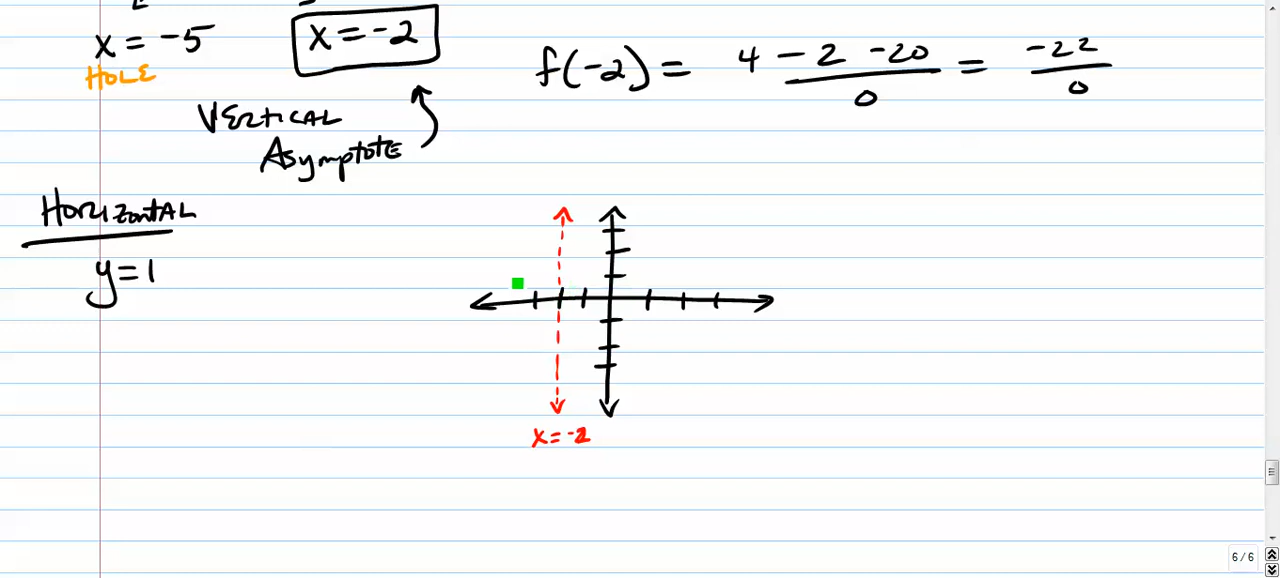 x = -5
HOLE
x = -2
VERTICAL
Asymptote
f(-2) = 4 - 2 -20 / 0 = -22 / 0
HORIZONTAL
y = 1
x = -2
6 / 6